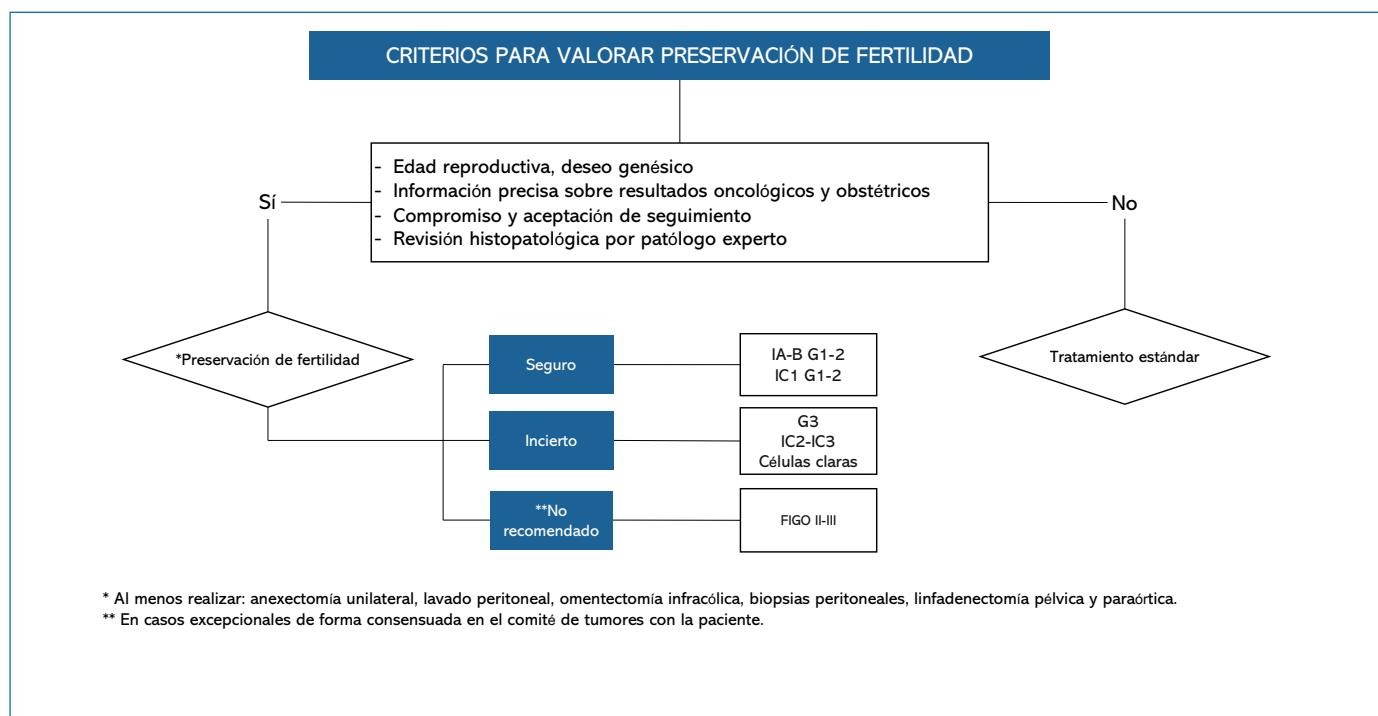 CRITERIOS PARA VALORAR PRESERVACIÓN DE FERTILIDAD
- Edad reproductiva, deseo genésico
- Información precisa sobre resultados oncológicos y obstétricos
- Compromiso y aceptación de seguimiento
- Revisión histopatológica por patólogo experto
Sí
No
*Preservación de fertilidad
Tratamiento estándar
Seguro
IA-B G1-2
IC1 G1-2
Incierto
G3
IC2-IC3
Células claras
**No
recomendado
FIGO II-III
* Al menos realizar: anexectomía unilateral, lavado peritoneal, omentectomía infracólica, biopsias peritoneales, linfadenectomía pélvica y paraórtica.
** En casos excepcionales de forma consensuada en el comité de tumores con la paciente.